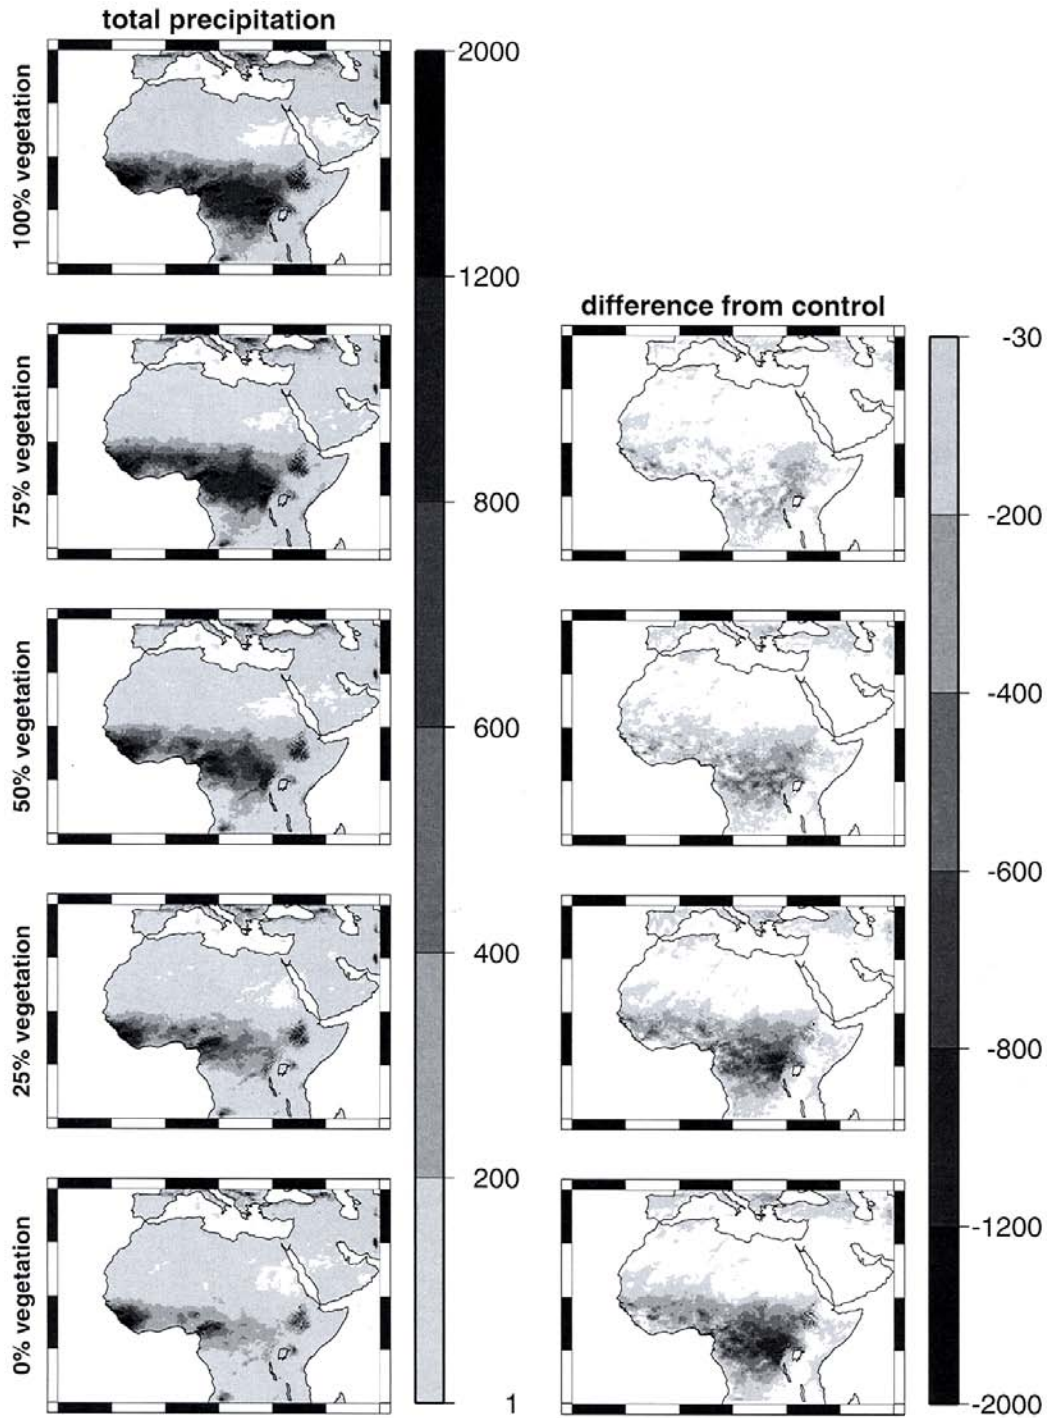 total precipitation
100% vegetation
2000
1200
difference from control
75% vegetation
800
-30
-200
50% vegetation
600
-400
-600
25% vegetation
400
-800
200
0% vegetation
-1200
1
-2000